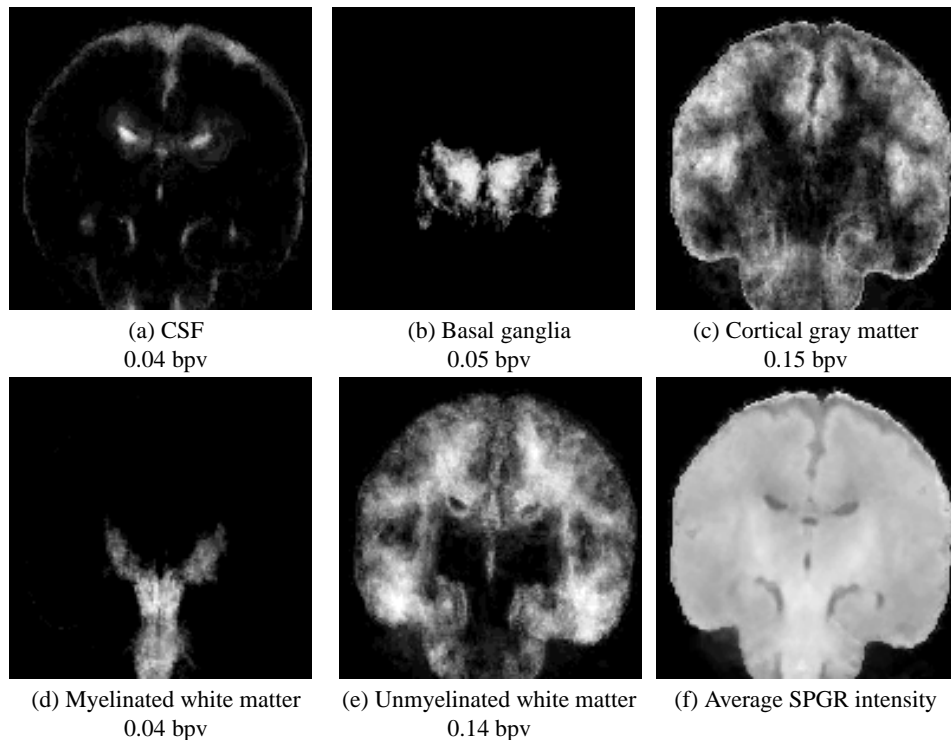 (a) CSF
0.04 bpv
(b) Basal ganglia
0.05 bpv
(c) Cortical gray matter
0.15 bpv
(d) Myelinated white matter
0.04 bpv
(e) Unmyelinated white matter
0.14 bpv
(f) Average SPGR intensity